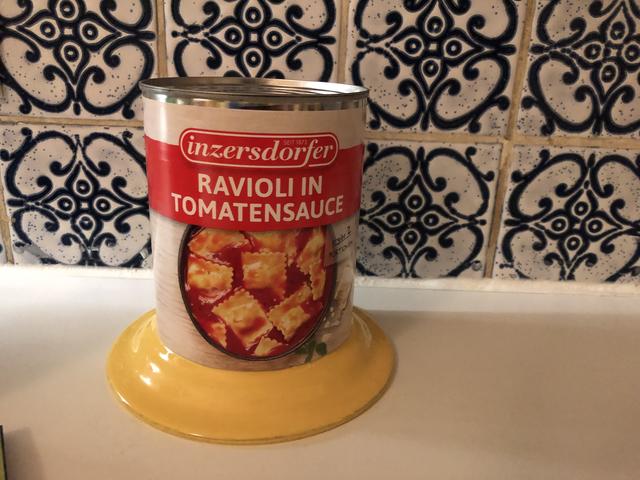 inzersdorfer
SEIT 1873
RAVIOLI IN
TOMATENSAUCE